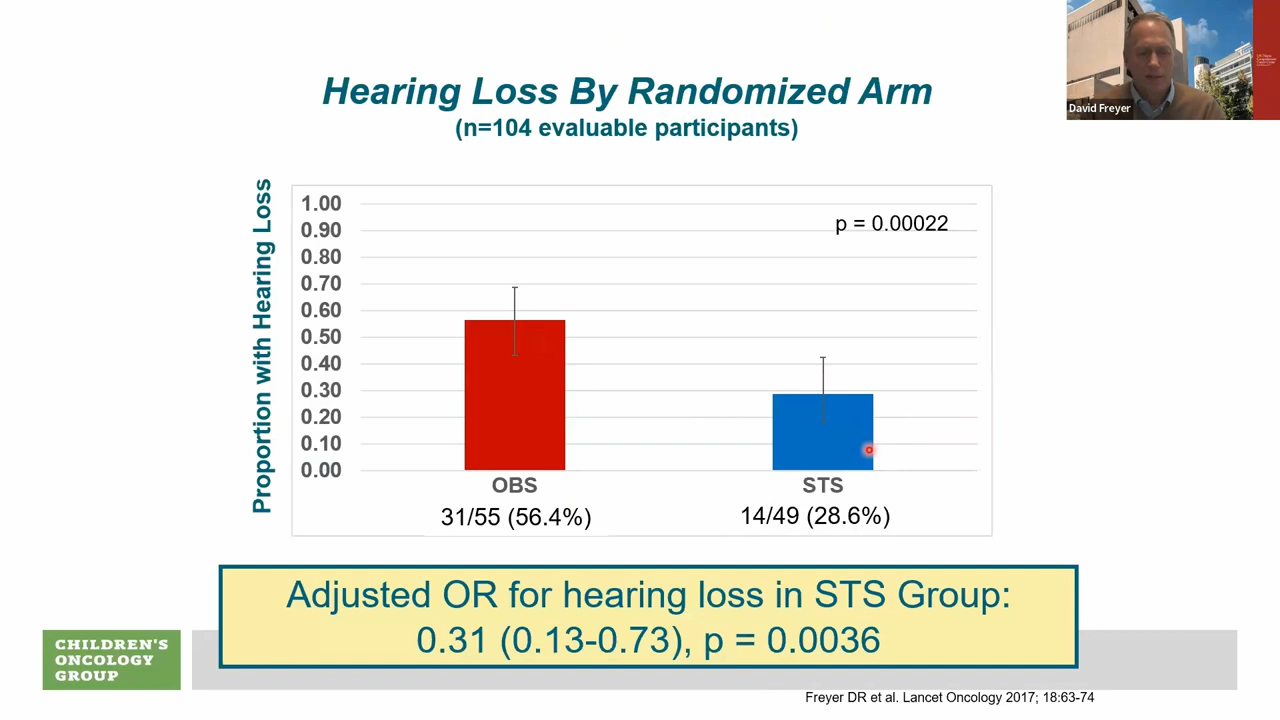 David Freyer
Hearing Loss By Randomized Arm
(n=104 evaluable participants)
Proportion with Hearing Loss
1.00
0.90
0.80
0.70
0.60
0.50
0.40
0.30
0.20
0.10
0.00
p = 0.00022
OBS
STS
31/55 (56.4%)
14/49 (28.6%)
Adjusted OR for hearing loss in STS Group:
0.31 (0.13-0.73), p = 0.0036
CHILDREN'S
ONCOLOGY
GROUP
Freyer DR et al. Lancet Oncology 2017; 18:63-74